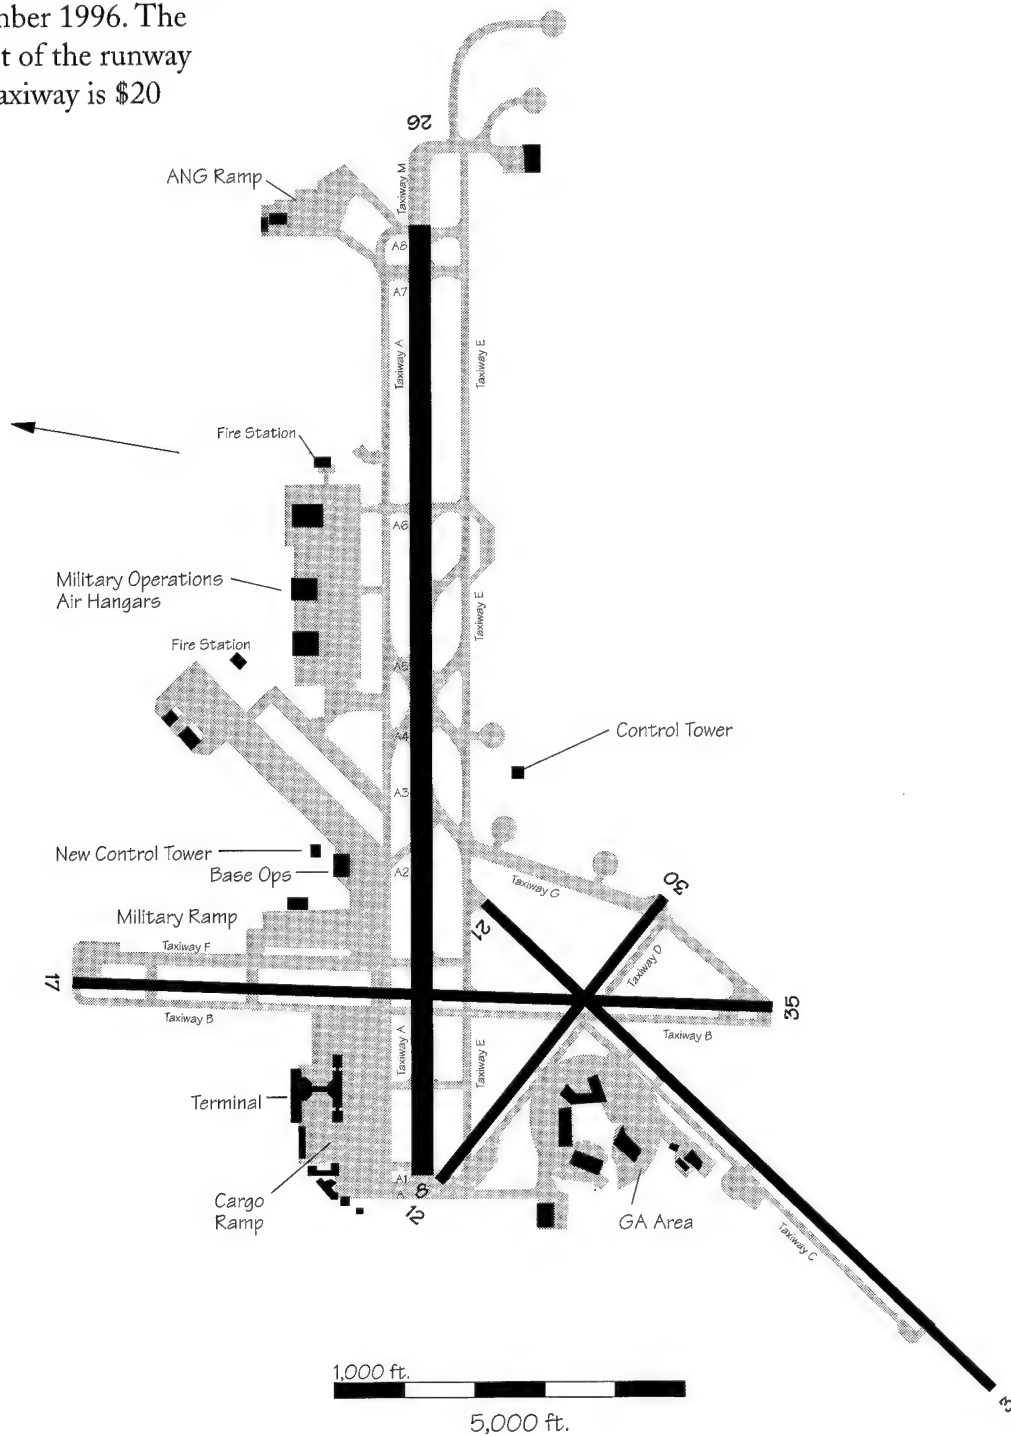 nber 1996. The
t of the runway
axiway is $20
26
ANG Ramp
Taxiway M
A8
A7
Taxiway A
Taxiway E
Fire Station
A6
Military Operations
Air Hangars
Taxiway E
Fire Station
A5
A4
Control Tower
A3
New Control Tower
Base Ops
A2
Taxiway G
30
Military Ramp
21
Taxiway F
Taxiway D
17
35
Taxiway B
Taxiway B
Taxiway A
Taxiway E
Terminal
A1
A
8
12
Cargo
Ramp
GA Area
Taxiway C
3
1,000 ft.
5,000 ft.